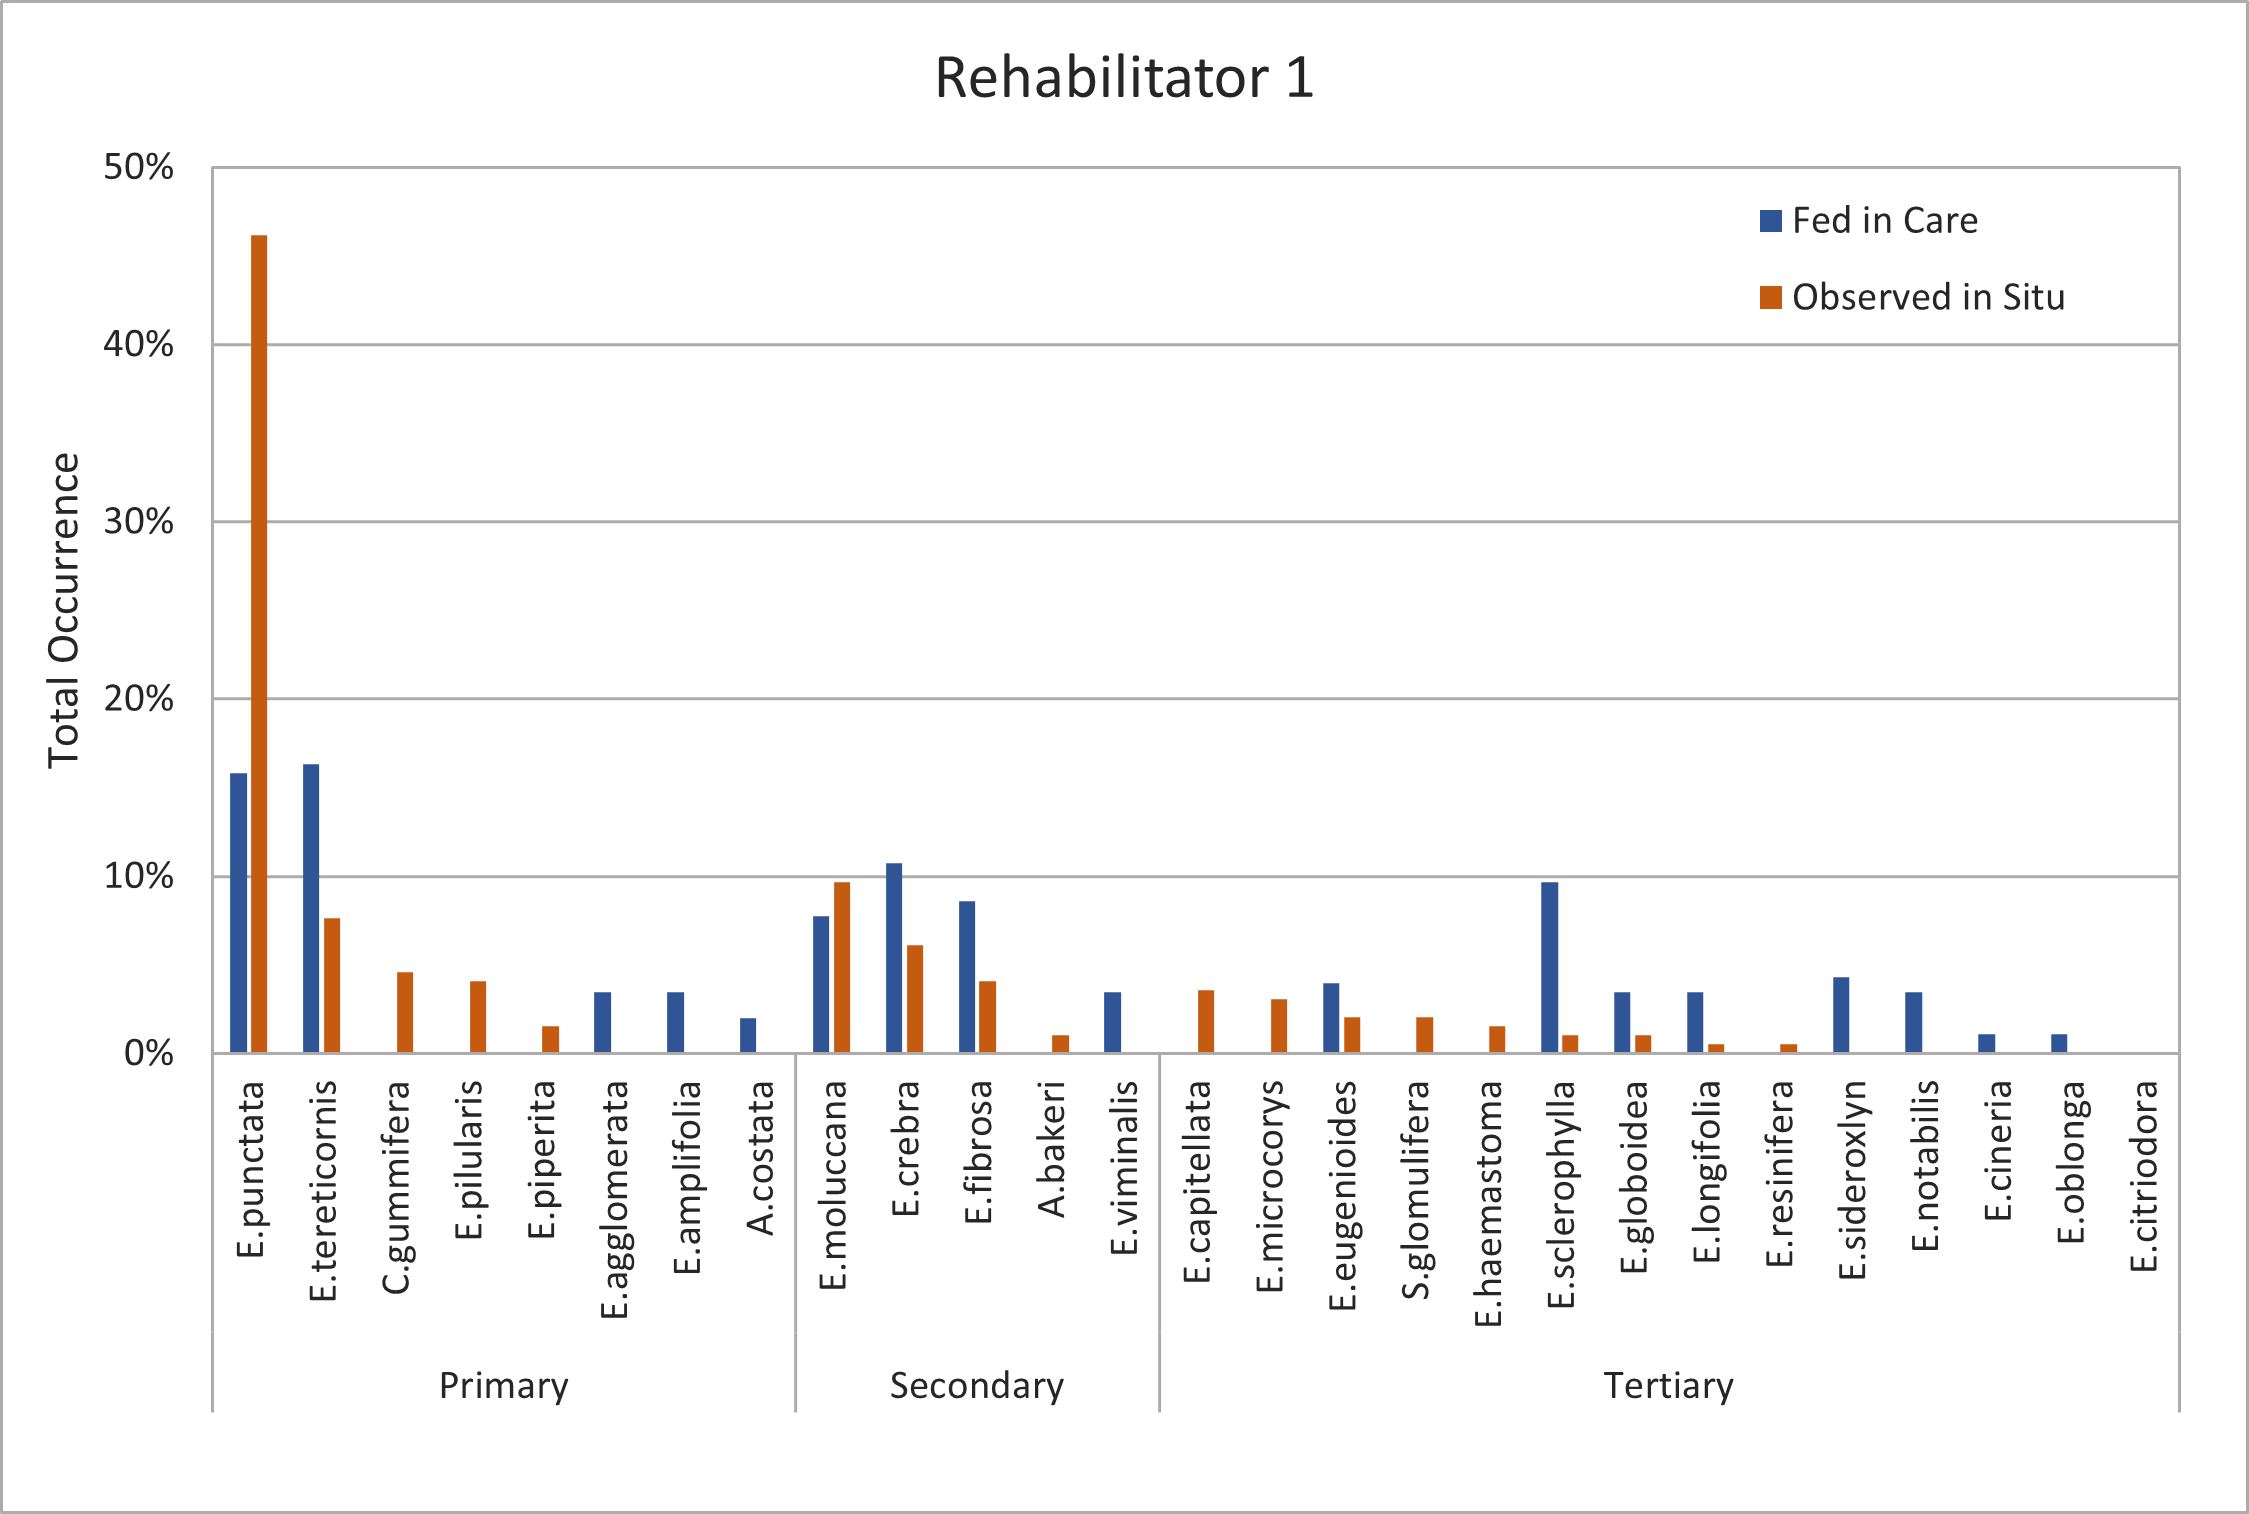 Rehabilitator 1
50%
40%
30%
20%
10%
0%
Total Occurrence
Fed in Care
Observed in Situ
E.punctata
E.tereticornis
C.gummifera
E.pilularis
E.piperita
E.agglomerata
E.amplifolia
A.costata
E.moluccana
E.crebra
E.fibrosa
A.bakeri
E.viminalis
E.capitellata
E.microcorys
E.eugenioides
S.glomulifera
E.haemastoma
E.sclerophylla
E.globoidea
E.longifolia
E.resinifera
E.sideroxlyn
E.notabilis
E.cineria
E.oblonga
E.citriodora
Primary
Secondary
Tertiary